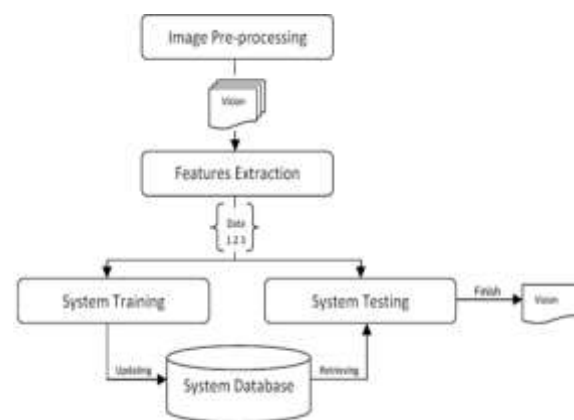 Image Pre-processing
Vision
Features Extraction
Data
1 2 3
System Training
System Testing
Finish
Vision
Updating
System Database
Retrieving